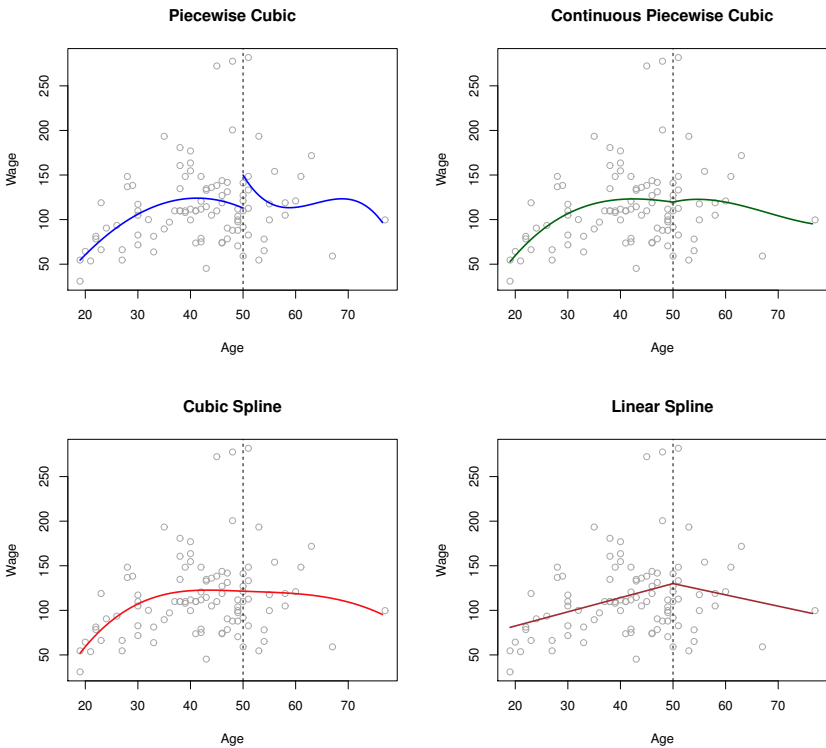 Piecewise Cubic
Wage
50 100 150 200 250
20 30 40 50 60 70
Age
Continuous Piecewise Cubic
Wage
50 100 150 200 250
20 30 40 50 60 70
Age
Cubic Spline
Wage
50 100 150 200 250
20 30 40 50 60 70
Age
Linear Spline
Wage
50 100 150 200 250
20 30 40 50 60 70
Age